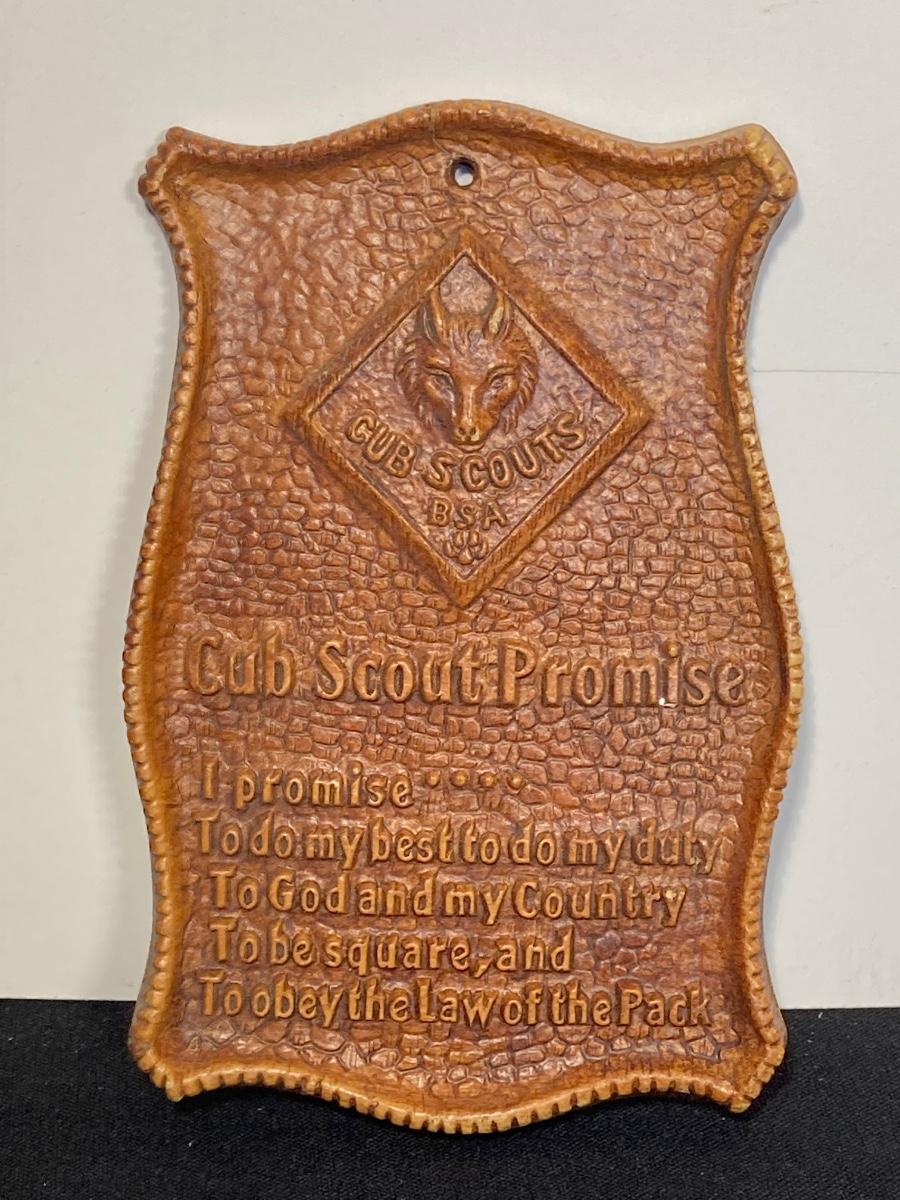 CUB SCOUTS
BSA
Cub Scout Promise
I promise ....
To do my best to do my duty
To God and my Country
To be square, and
To obey the Law of the Pack